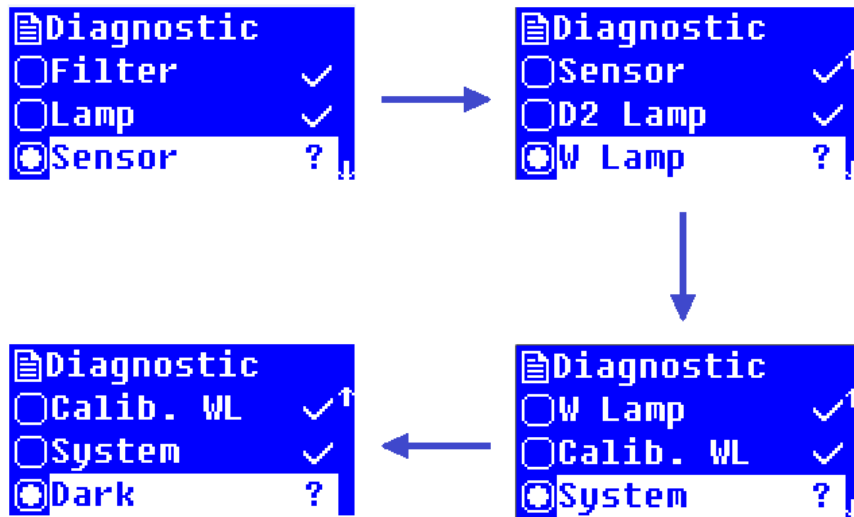 Diagnostic
Filter ✓
Lamp ✓
Sensor ?
Diagnostic
Sensor ✓
D2 Lamp ✓
W Lamp ?
Diagnostic
W Lamp ✓
Calib. WL ✓
System ?
Diagnostic
Calib. WL ✓
System ✓
Dark ?